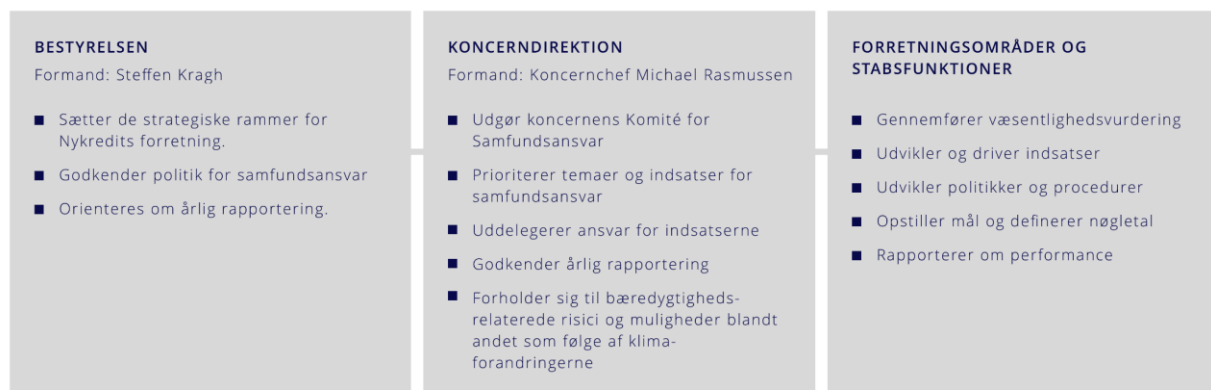 BESTYRELSEN
Formand: Steffen Kragh
Sætter de strategiske rammer for
Nykredits forretning.
Godkender politik for samfundsansvar
Orienteres om årlig rapportering.
KONCERNDIREKTION
Formand: Koncernchef Michael Rasmussen
Udgør koncernens Komité for
Samfundsansvar
Prioriterer temaer og indsatser for
samfundsansvar
Uddelegerer ansvar for indsatserne
Godkender årlig rapportering
Forholder sig til bæredygtigheds-
relaterede risici og muligheder blandt
andet som følge af klima-
forandringerne
FORRETNINGSOMRÅDER OG
STABSFUNKTIONER
Gennemfører væsentlighedsvurdering
Udvikler og driver indsatser
Udvikler politikker og procedurer
Opstiller mål og definerer nøgletal
Rapporterer om performance